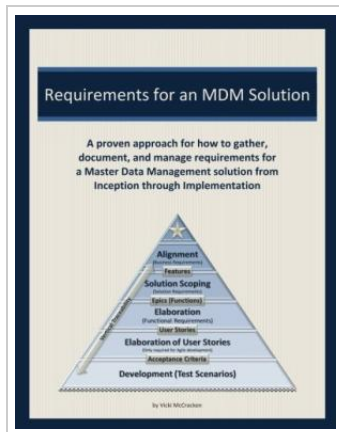 Requirements for an MDM Solution
A proven approach for how to gather,
document, and manage requirements for
a Master Data Management solution from
Inception through Implementation
Alignment
(Business Requirements)
Features
Solution Scoping
(Solution Requirements)
Epics (Functions)
Elaboration
(Functional Requirements)
User Stories
Elaboration of User Stories
(Only required for Agile development)
Acceptance Criteria
Development (Test Scenarios)
Vertical Traceability
by Vicki McCracken